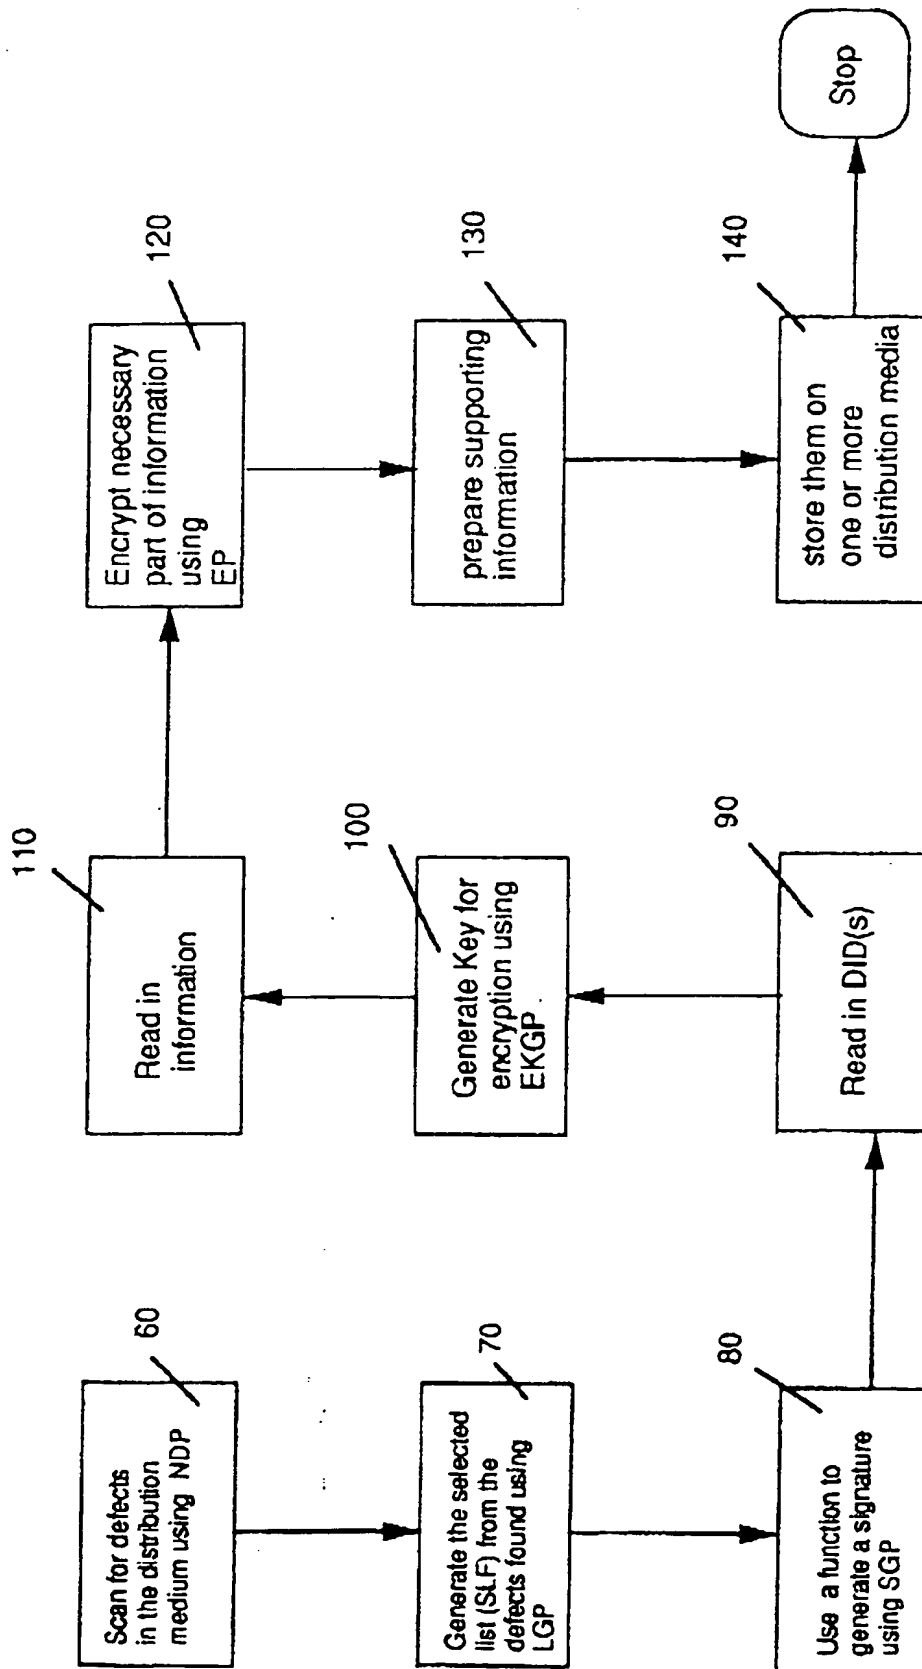 60
Scan for defects
in the distribution
medium using NDP
70
Generate the selected
list (SLF) from the
defects found using
LGP
80
Use a function to
generate a signature
using SGP
90
Read in DID(s)
100
Generate Key for
encryption using
EKGP
110
Read in
information
120
Encrypt necessary
part of information
using
EP
130
prepare supporting
information
140
store them on
one or more
distribution media
Stop